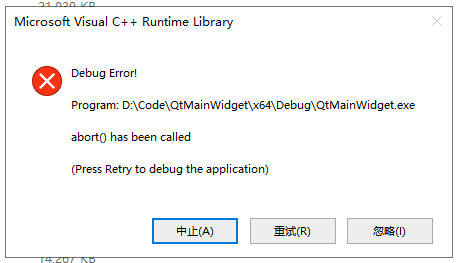 21,039 KB
Microsoft Visual C++ Runtime Library
Debug Error!
Program: D:\Code\QtMainWidget\x64\Debug\QtMainWidget.exe
abort() has been called
(Press Retry to debug the application)
中止(A)
重试(R)
忽略(I)
14,267 KB